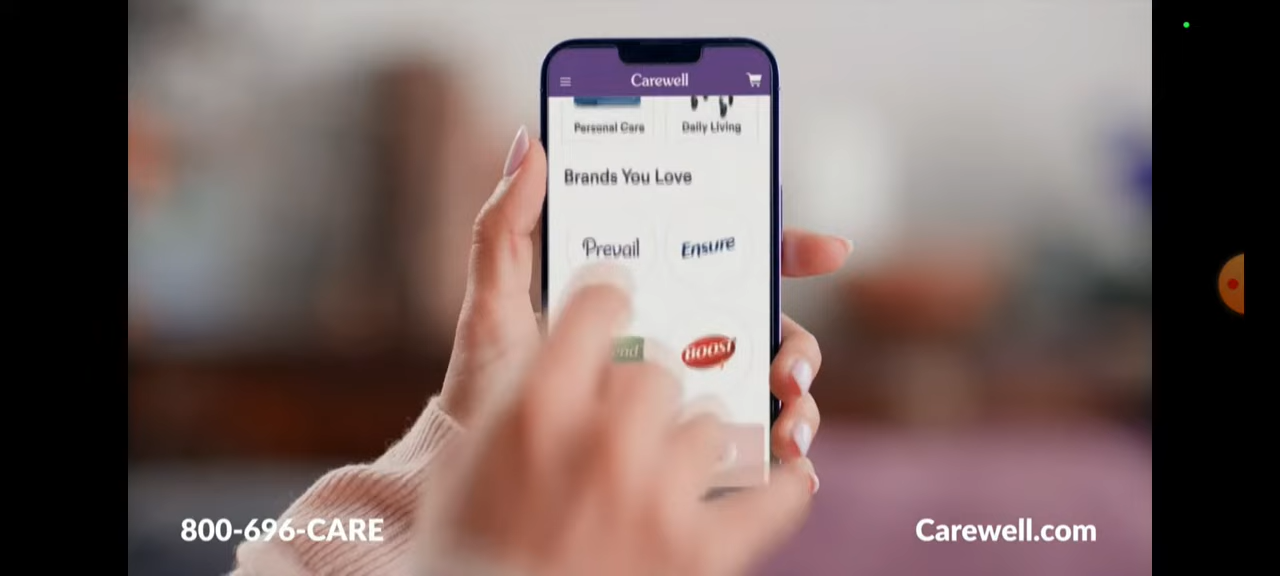 Carewell
Personal Care
Daily Living
Brands You Love
Prevail
Ensure
BOOST
800-696-CARE
Carewell.com